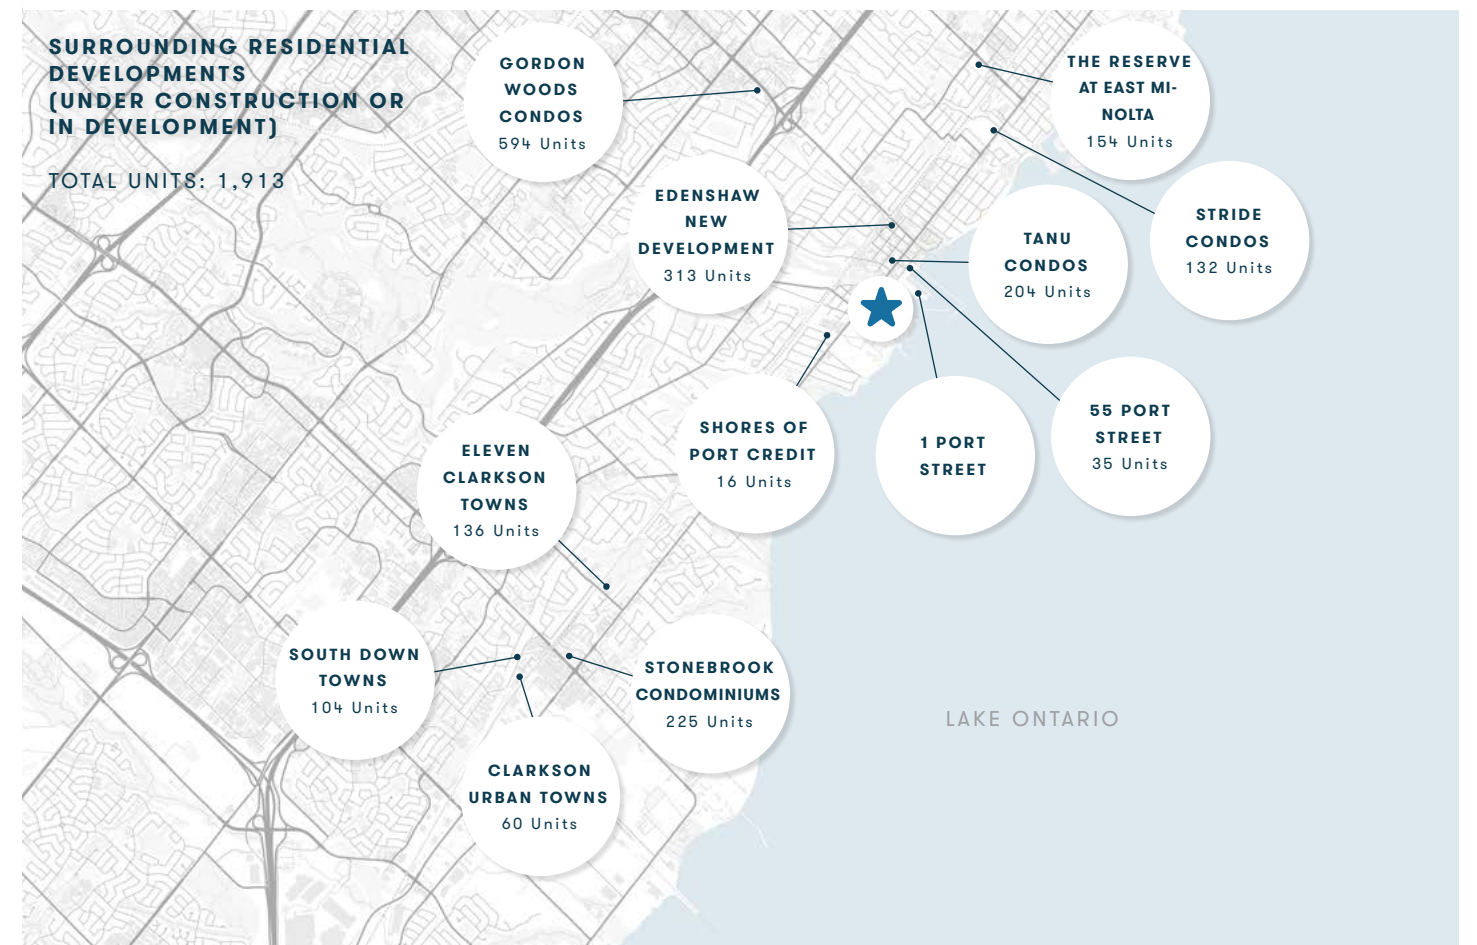 SURROUNDING RESIDENTIAL
DEVELOPMENTS
(UNDER CONSTRUCTION OR
IN DEVELOPMENT)
TOTAL UNITS: 1,913
GORDON
WOODS
CONDOS
594 Units
THE RESERVE
AT EAST MI-
NOLTA
154 Units
EDENSHAW
NEW
DEVELOPMENT
313 Units
STRIDE
CONDOS
132 Units
TANU
CONDOS
204 Units
SHORES OF
PORT CREDIT
16 Units
1 PORT
STREET
55 PORT
STREET
35 Units
ELEVEN
CLARKSON
TOWNS
136 Units
SOUTH DOWN
TOWNS
104 Units
STONEBROOK
CONDOMINIUMS
225 Units
CLARKSON
URBAN TOWNS
60 Units
LAKE ONTARIO